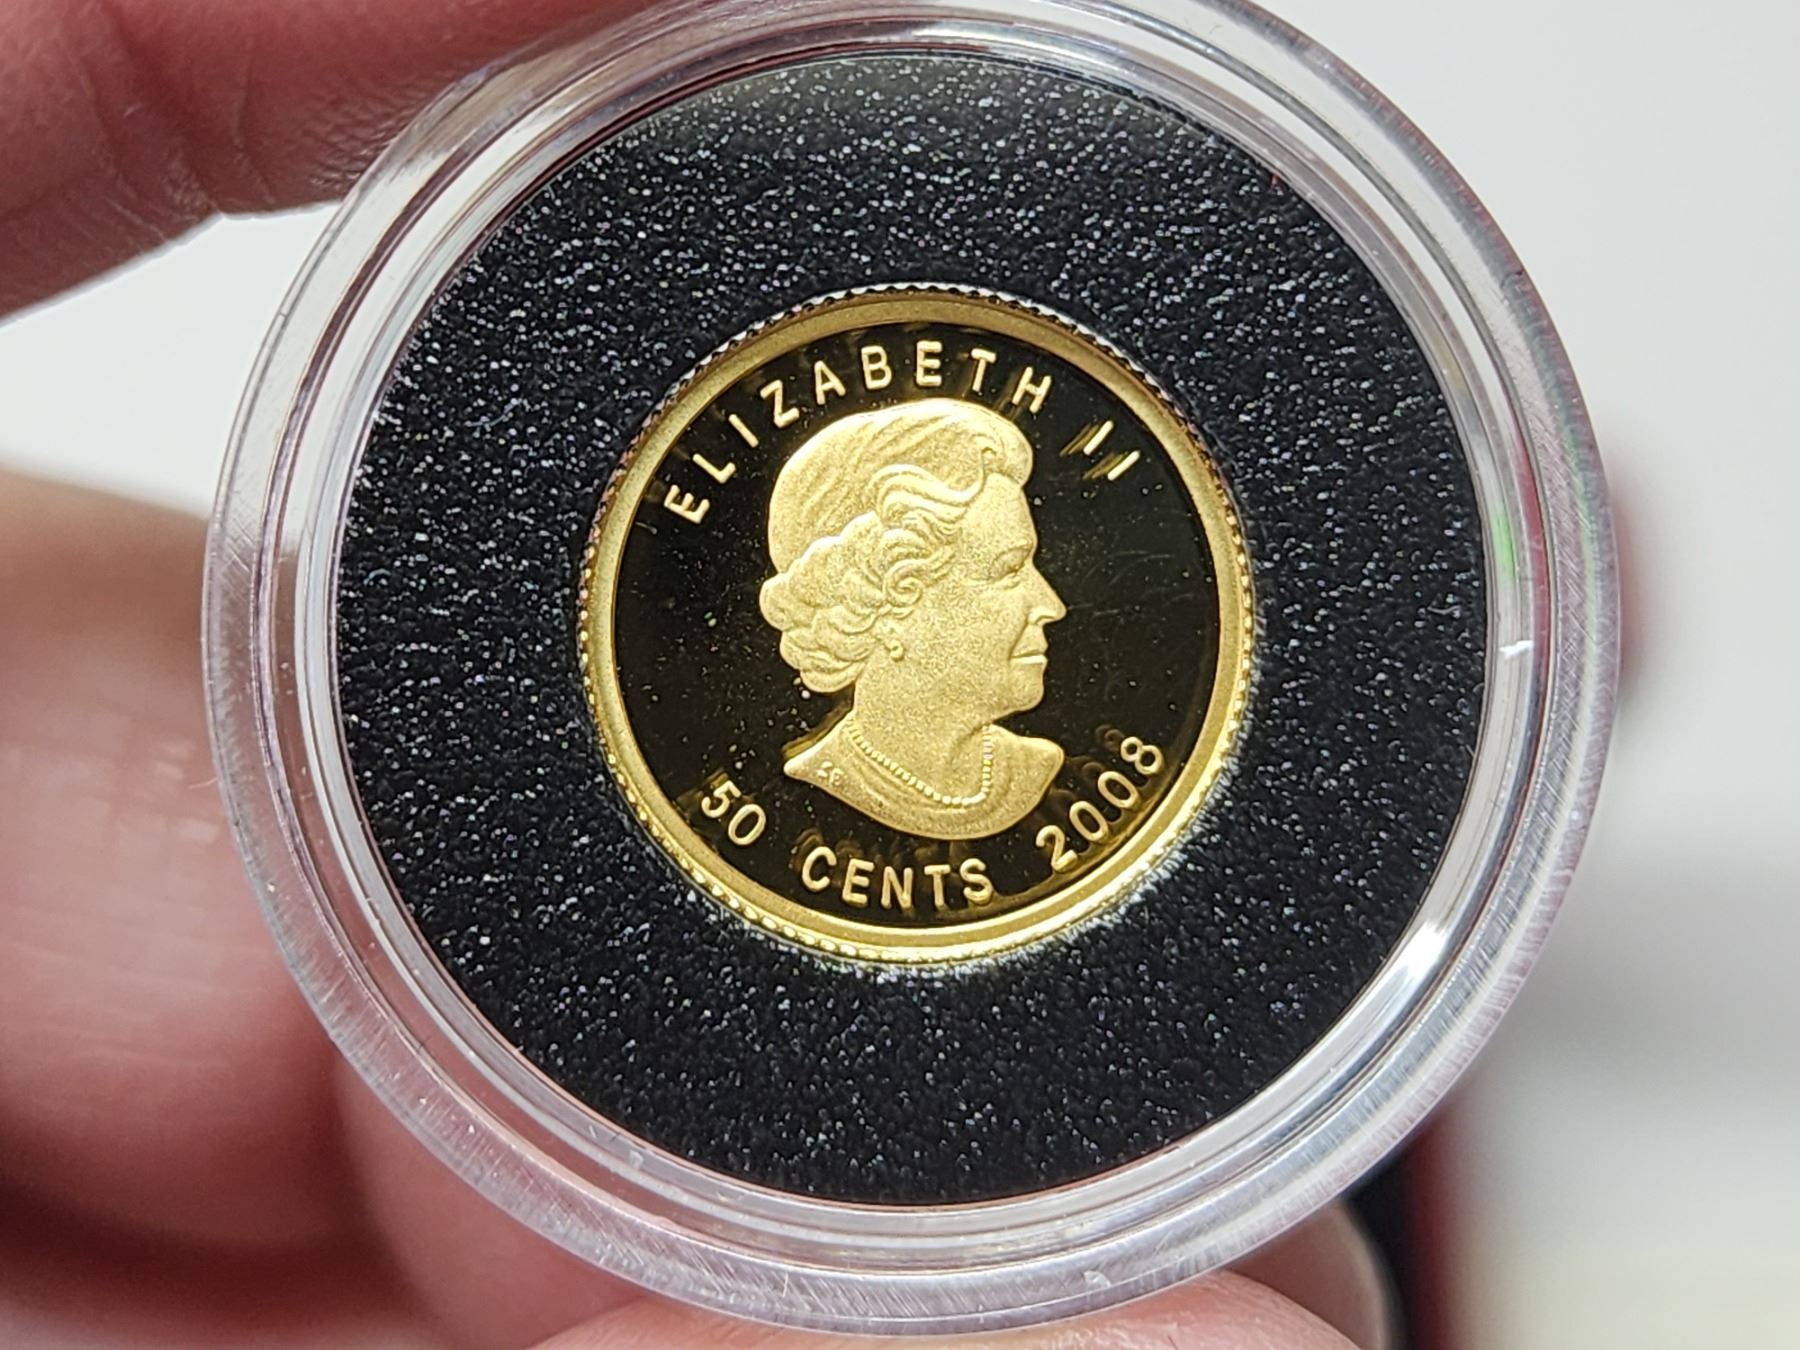 ELIZABETH II
50 CENTS 2008